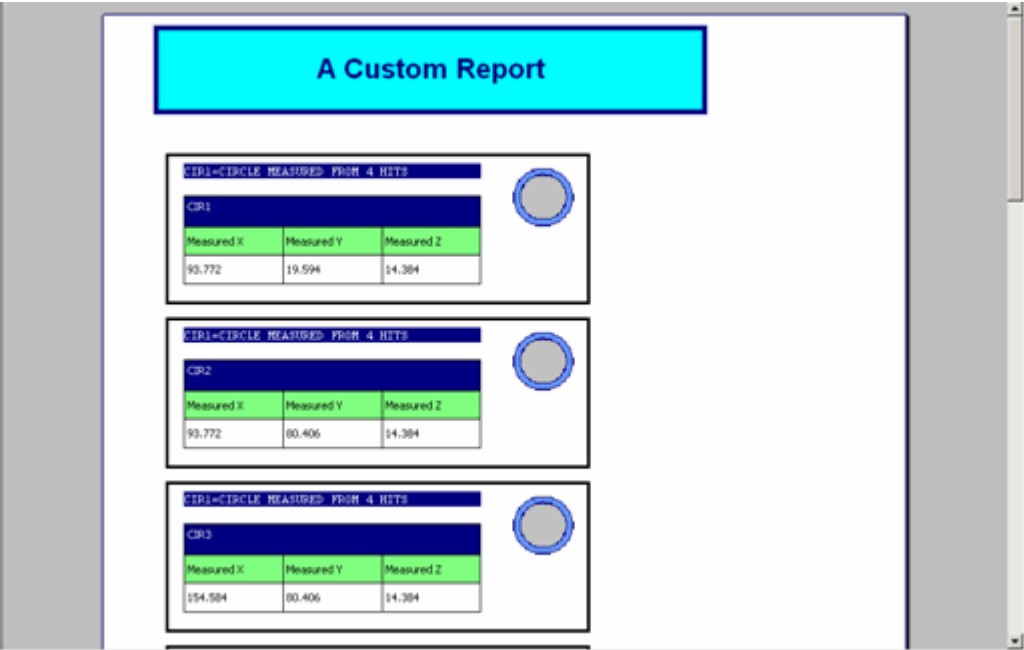 A Custom Report
CIR1=CIRCLE MEASURED FROM 4 HITS
CIR1
Measured X Measured Y Measured Z
93.772 19.594 14.384
CIR1=CIRCLE MEASURED FROM 4 HITS
CIR2
Measured X Measured Y Measured Z
93.772 80.406 14.384
CIR1=CIRCLE MEASURED FROM 4 HITS
CIR3
Measured X Measured Y Measured Z
154.584 80.406 14.384